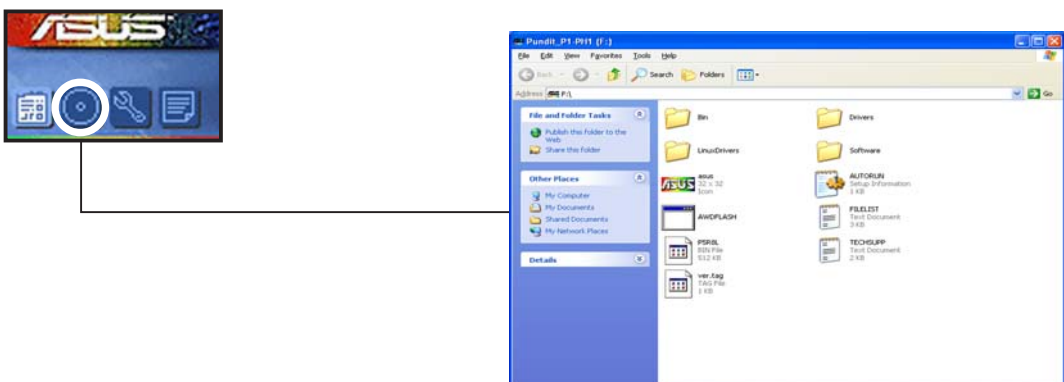 ASUS
Pundit_P1-PH1 (F:)
File Edit View Favorites Tools Help
Back Search Folders
Address F:\ Go
File and Folder Tasks
Publish this folder to the
Web
Share this folder
Other Places
My Computer
My Documents
Shared Documents
My Network Places
Details
Bin
Drivers
LinuxDrivers
Software
asus
32 x 32
Icon
AUTORUN
Setup Information
1 KB
AWDFLASH
FILELIST
Text Document
3 KB
BIN File
512 KB
TECHSUPP
Text Document
2 KB
ver.tag
TAG File
1 KB